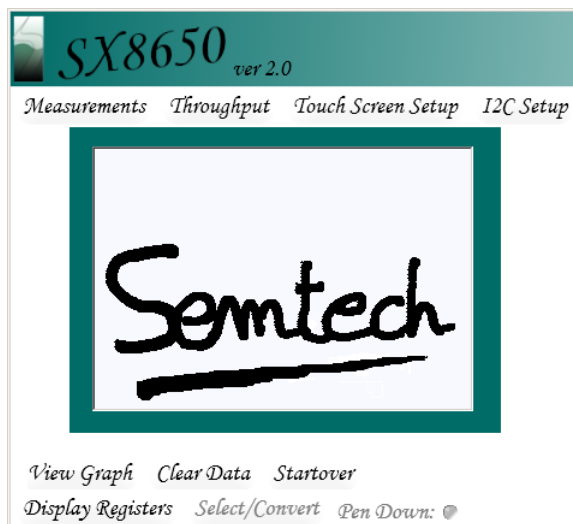 SX8650 ver 2.0
Measurements Throughput Touch Screen Setup I2C Setup
Semtech
View Graph Clear Data Startover
Display Registers Select/Convert Pen Down: